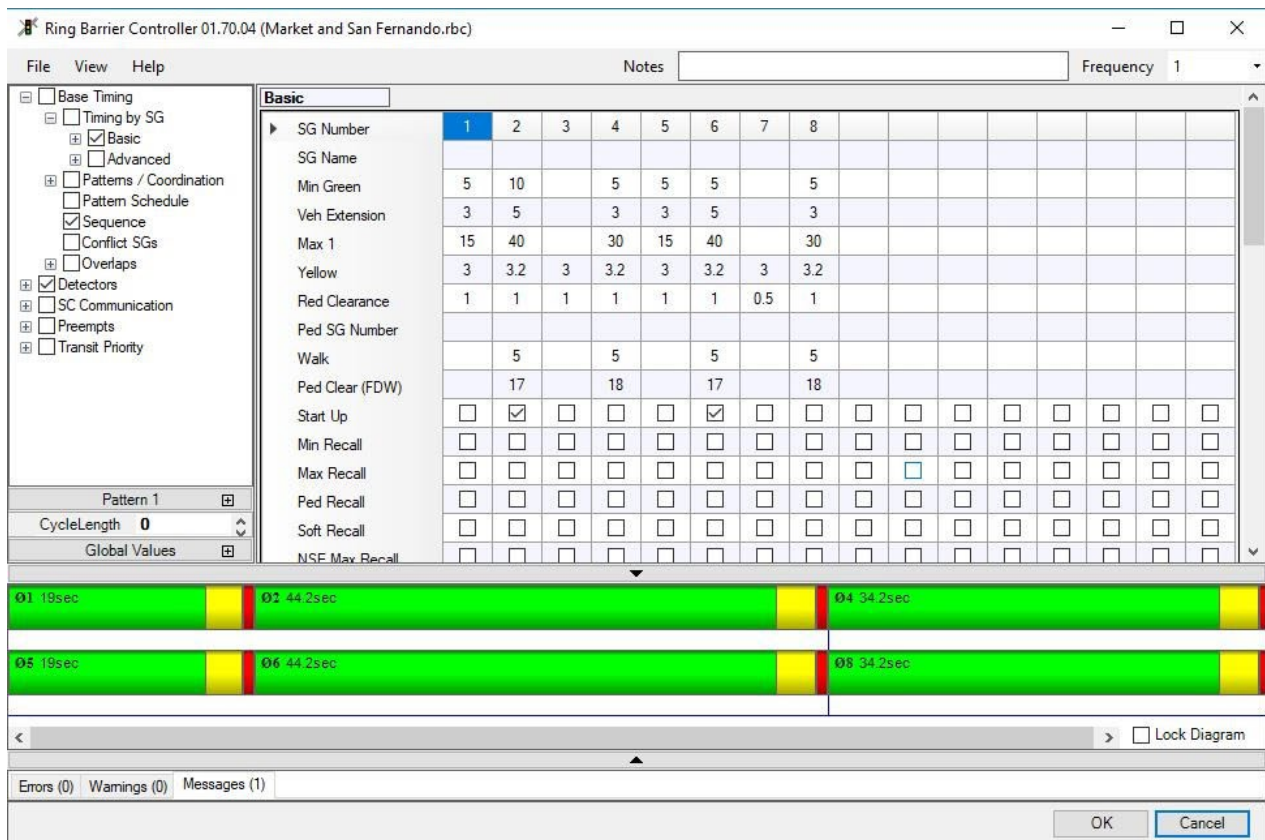 Ring Barrier Controller 01.70.04 (Market and San Fernando.rbc)
File View Help Notes Frequency 1
Base Timing
Timing by SG
Basic
Advanced
Patterns / Coordination
Pattern Schedule
Sequence
Conflict SGs
Overlaps
Detectors
SC Communication
Preempts
Transit Priority
Pattern 1
CycleLength 0
Global Values
Basic
SG Number 1 2 3 4 5 6 7 8
SG Name
Min Green 5 10 5 5 5 5
Veh Extension 3 5 3 3 5 3
Max 1 15 40 30 15 40 30
Yellow 3 3.2 3 3.2 3 3.2 3 3.2
Red Clearance 1 1 1 1 1 1 0.5 1
Ped SG Number
Walk 5 5 5 5
Ped Clear (FDW) 17 18 17 18
Start Up
Min Recall
Max Recall
Ped Recall
Soft Recall
NSE Max Recall
Ø1 19sec Ø2 44.2sec Ø4 34.2sec
Ø5 19sec Ø6 44.2sec Ø8 34.2sec
Lock Diagram
Errors (0) Warnings (0) Messages (1)
OK Cancel